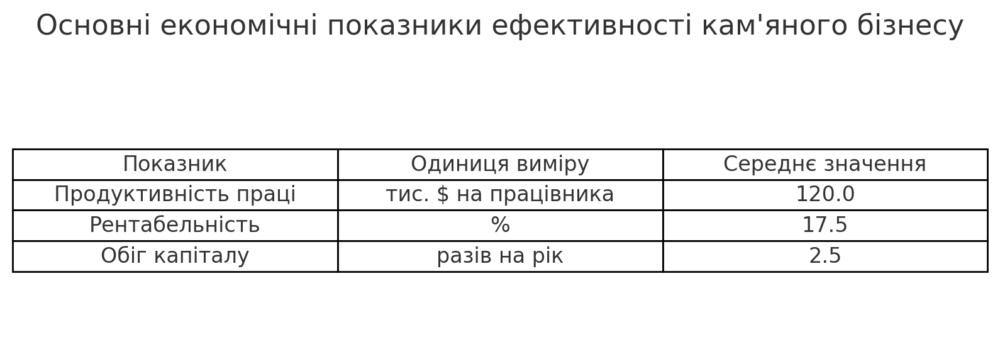 Основні економічні показники ефективності кам'яного бізнесу
Показник Одиниця виміру Середнє значення
Продуктивність праці тис. $ на працівника 120.0
Рентабельність % 17.5
Обіг капіталу разів на рік 2.5